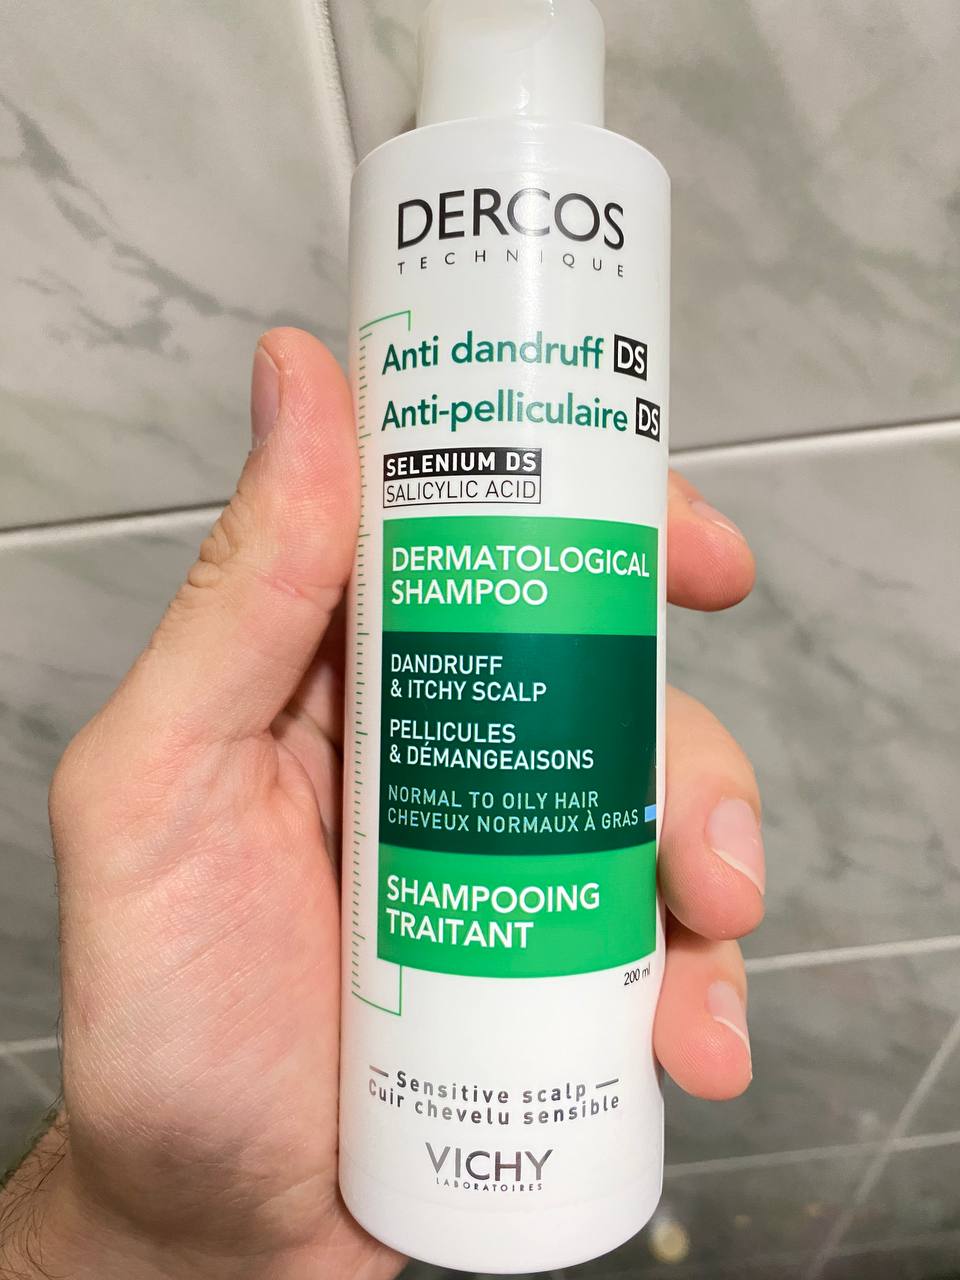 DERCOS
TECHNIQUE
Anti dandruff DS
Anti-pelliculaire DS
SELENIUM DS
SALICYLIC ACID
DERMATOLOGICAL
SHAMPOO
DANDRUFF
& ITCHY SCALP
PELLICULES
& DÉMANGEAISONS
NORMAL TO OILY HAIR
CHEVEUX NORMAUX À GRAS
SHAMPOOING
TRAITANT
200 ml
Sensitive scalp
Cuir chevelu sensible
VICHY
LABORATOIRES